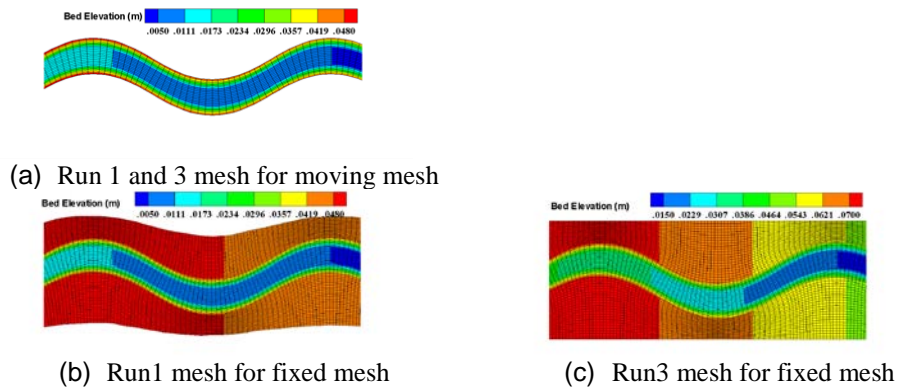 Bed Elevation (m)
.0050 .0111 .0173 .0234 .0296 .0357 .0419 .0480
(a) Run 1 and 3 mesh for moving mesh
Bed Elevation (m)
.0050 .0111 .0173 .0234 .0296 .0357 .0419 .0480
Bed Elevation (m)
.0150 .0229 .0307 .0386 .0464 .0543 .0621 .0700
(b) Run1 mesh for fixed mesh
(c) Run3 mesh for fixed mesh